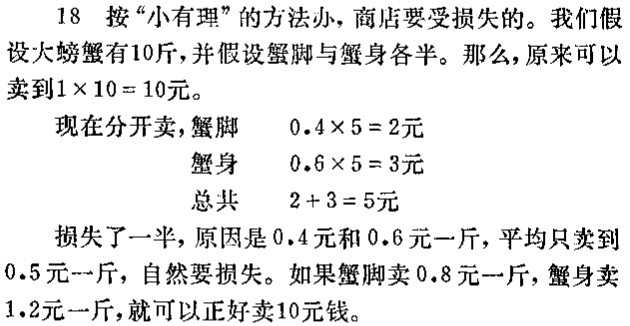 18 按“小有理”的方法办，商店要受损失的。我们假
设大螃蟹有10斤，并假设蟹脚与蟹身各半。那么，原来可以
卖到1×10＝10元。
现在分开卖，蟹脚 0.4×5＝2元
蟹身 0.6×5＝3元
总共 2＋3＝5元
损失了一半，原因是0.4元和0.6元一斤，平均只卖到
0.5元一斤，自然要损失。如果蟹脚卖0.8元一斤，蟹身卖
1.2元一斤，就可以正好卖10元钱。